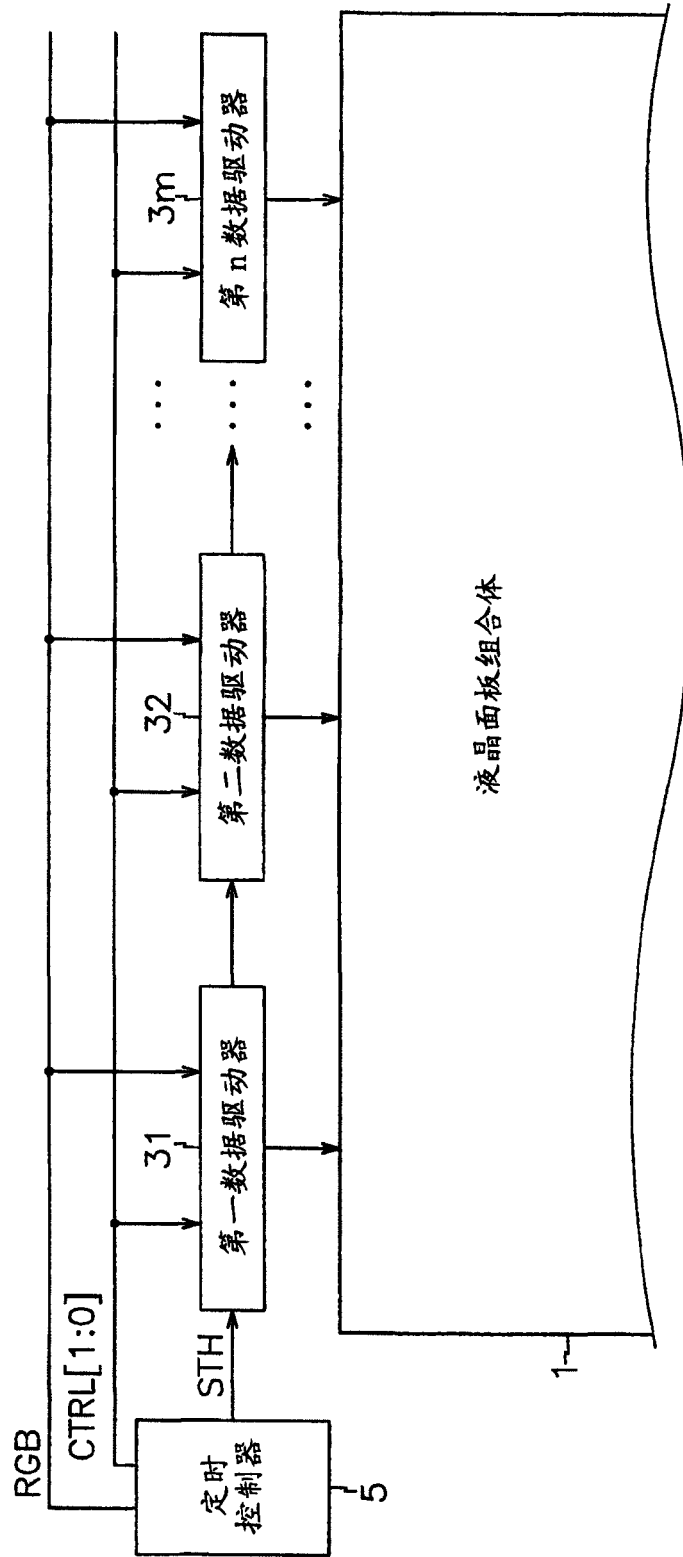 RGB
CTRL[1:0]
STH
定时
控制器
5
31
第一数据驱动器
32
第二数据驱动器
3m
第n数据驱动器
... 
...
...
液晶面板组合体
1